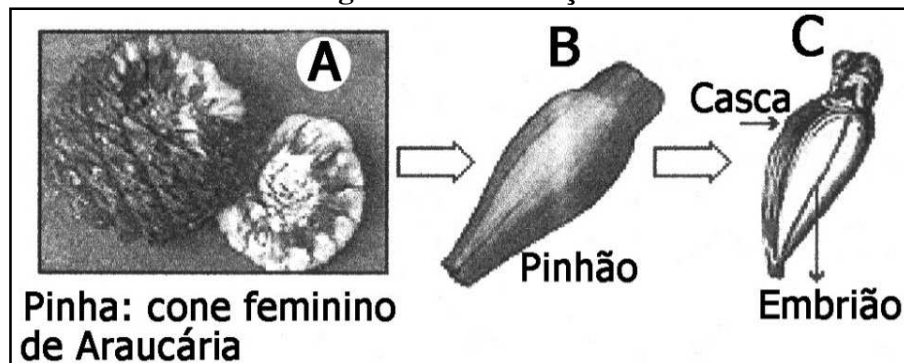 A
B
C
Casca
Pinhão
Embrião
Pinha: cone feminino
de Araucária